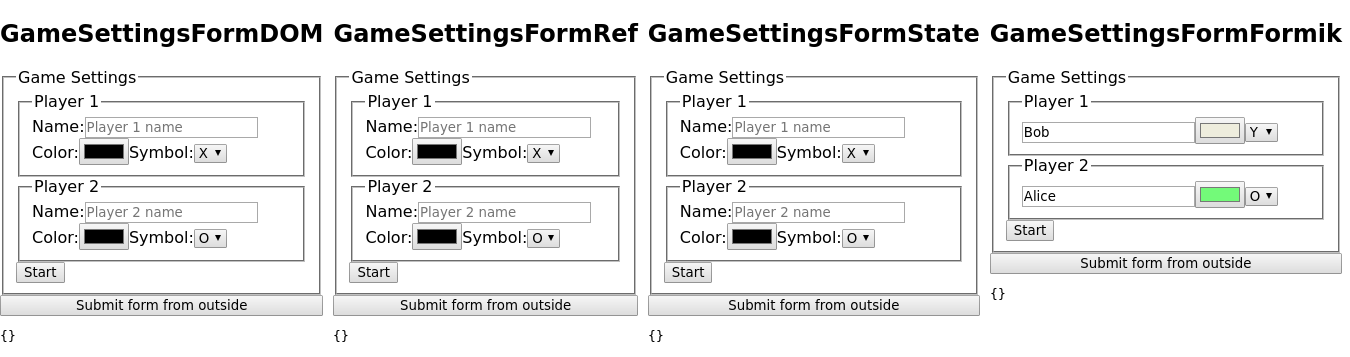 GameSettingsFormDOM
Game Settings
Player 1
Name: Player 1 name
Color: Symbol: X
Player 2
Name: Player 2 name
Color: Symbol: O
Start
Submit form from outside
{}
GameSettingsFormRef
Game Settings
Player 1
Name: Player 1 name
Color: Symbol: X
Player 2
Name: Player 2 name
Color: Symbol: O
Start
Submit form from outside
{}
GameSettingsFormState
Game Settings
Player 1
Name: Player 1 name
Color: Symbol: X
Player 2
Name: Player 2 name
Color: Symbol: O
Start
Submit form from outside
{}
GameSettingsFormFormik
Game Settings
Player 1
Bob Y
Player 2
Alice O
Start
Submit form from outside
{}